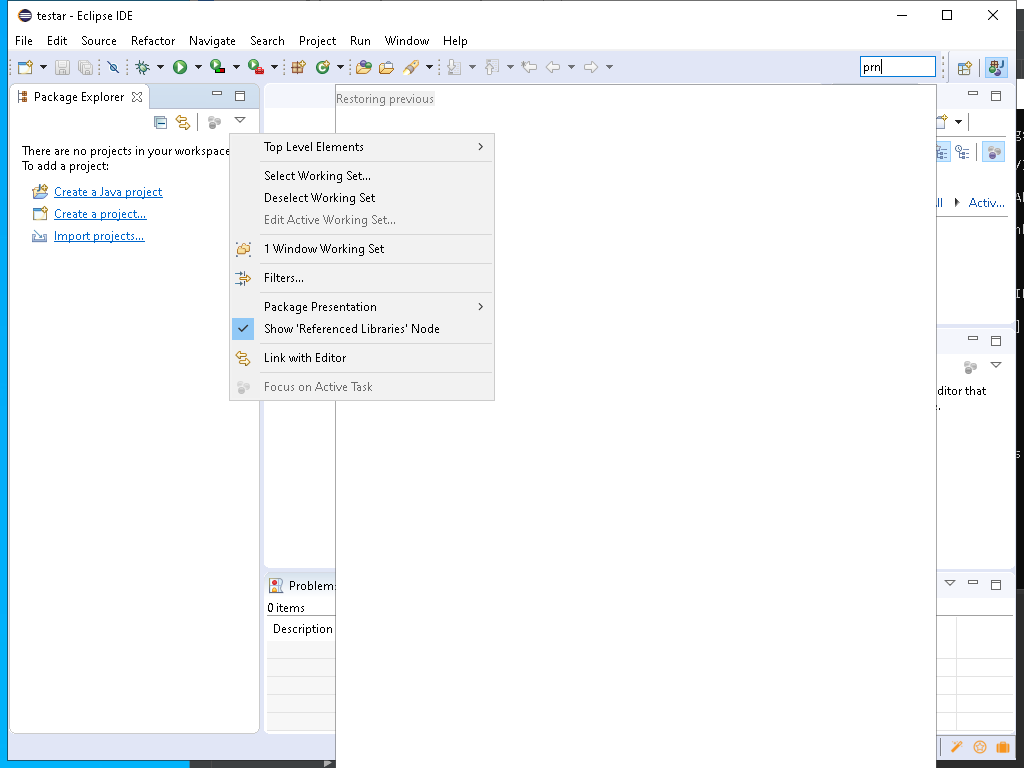 testar - Eclipse IDE
File Edit Source Refactor Navigate Search Project Run Window Help
prn
Package Explorer
Restoring previous
There are no projects in your workspace
To add a project:
Create a Java project
Create a project...
Import projects...
Top Level Elements
Select Working Set...
Deselect Working Set
Edit Active Working Set...
1 Window Working Set
Filters...
Package Presentation
Show 'Referenced Libraries' Node
Link with Editor
Focus on Active Task
Activ...
ditor that
Problem
0 items
Description